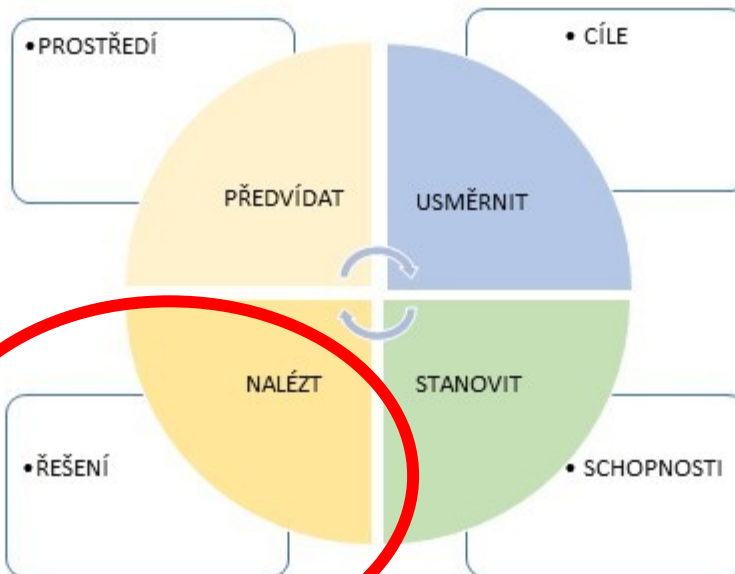 • PROSTŘEDÍ
• CÍLE
PŘEDVÍDAT
USMĚRNIT
NALÉZT
STANOVIT
• ŘEŠENÍ
• SCHOPNOSTI